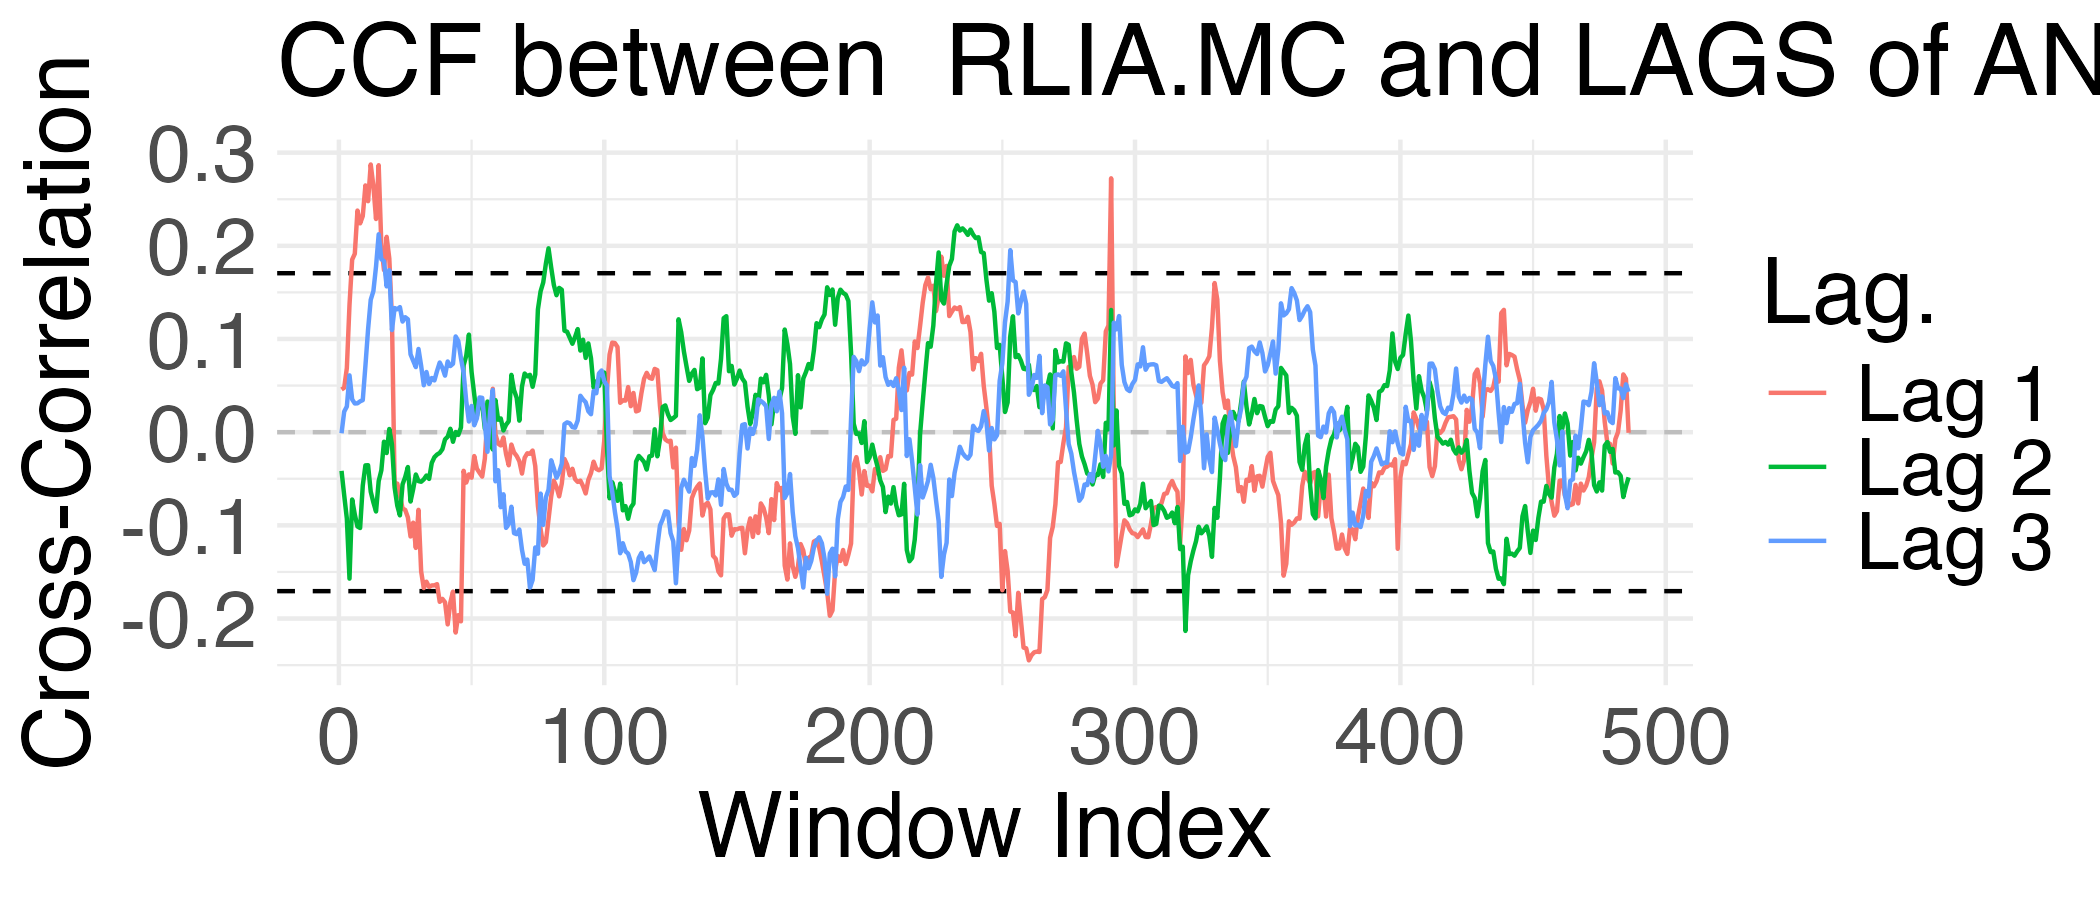 CCF between  RLIA.MC and LAGS of AN
Cross-Correlation
0.3
0.2
0.1
0.0
-0.1
-0.2
0 100 200 300 400 500
Window Index
Lag.
Lag 1
Lag 2
Lag 3